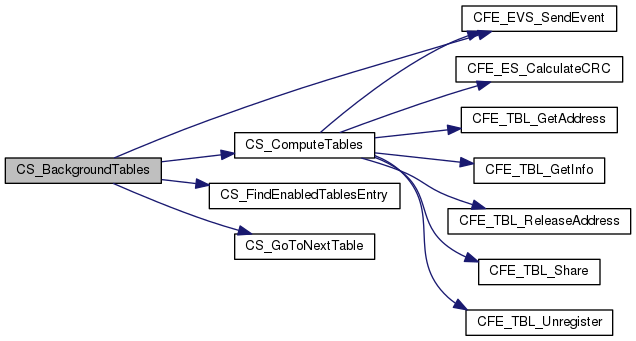 CS_BackgroundTables
CFE_EVS_SendEvent
CS_ComputeTables
CFE_ES_CalculateCRC
CFE_TBL_GetAddress
CFE_TBL_GetInfo
CFE_TBL_ReleaseAddress
CFE_TBL_Share
CFE_TBL_Unregister
CS_FindEnabledTablesEntry
CS_GoToNextTable